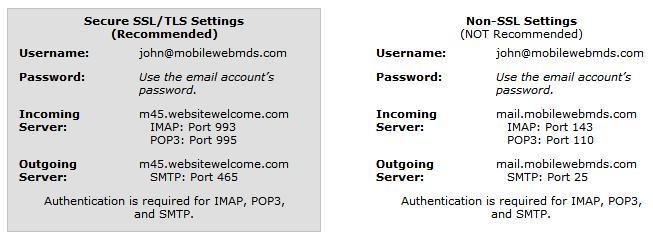 Secure SSL/TLS Settings
(Recommended)
Username: john@mobilewebmds.com
Password: Use the email account's
password.
Incoming m45.websitewelcome.com
Server: IMAP: Port 993
POP3: Port 995
Outgoing m45.websitewelcome.com
Server: SMTP: Port 465
Authentication is required for IMAP, POP3,
and SMTP.
Non-SSL Settings
(NOT Recommended)
Username: john@mobilewebmds.com
Password: Use the email account's
password.
Incoming mail.mobilewebmds.com
Server: IMAP: Port 143
POP3: Port 110
Outgoing mail.mobilewebmds.com
Server: SMTP: Port 25
Authentication is required for IMAP, POP3,
and SMTP.